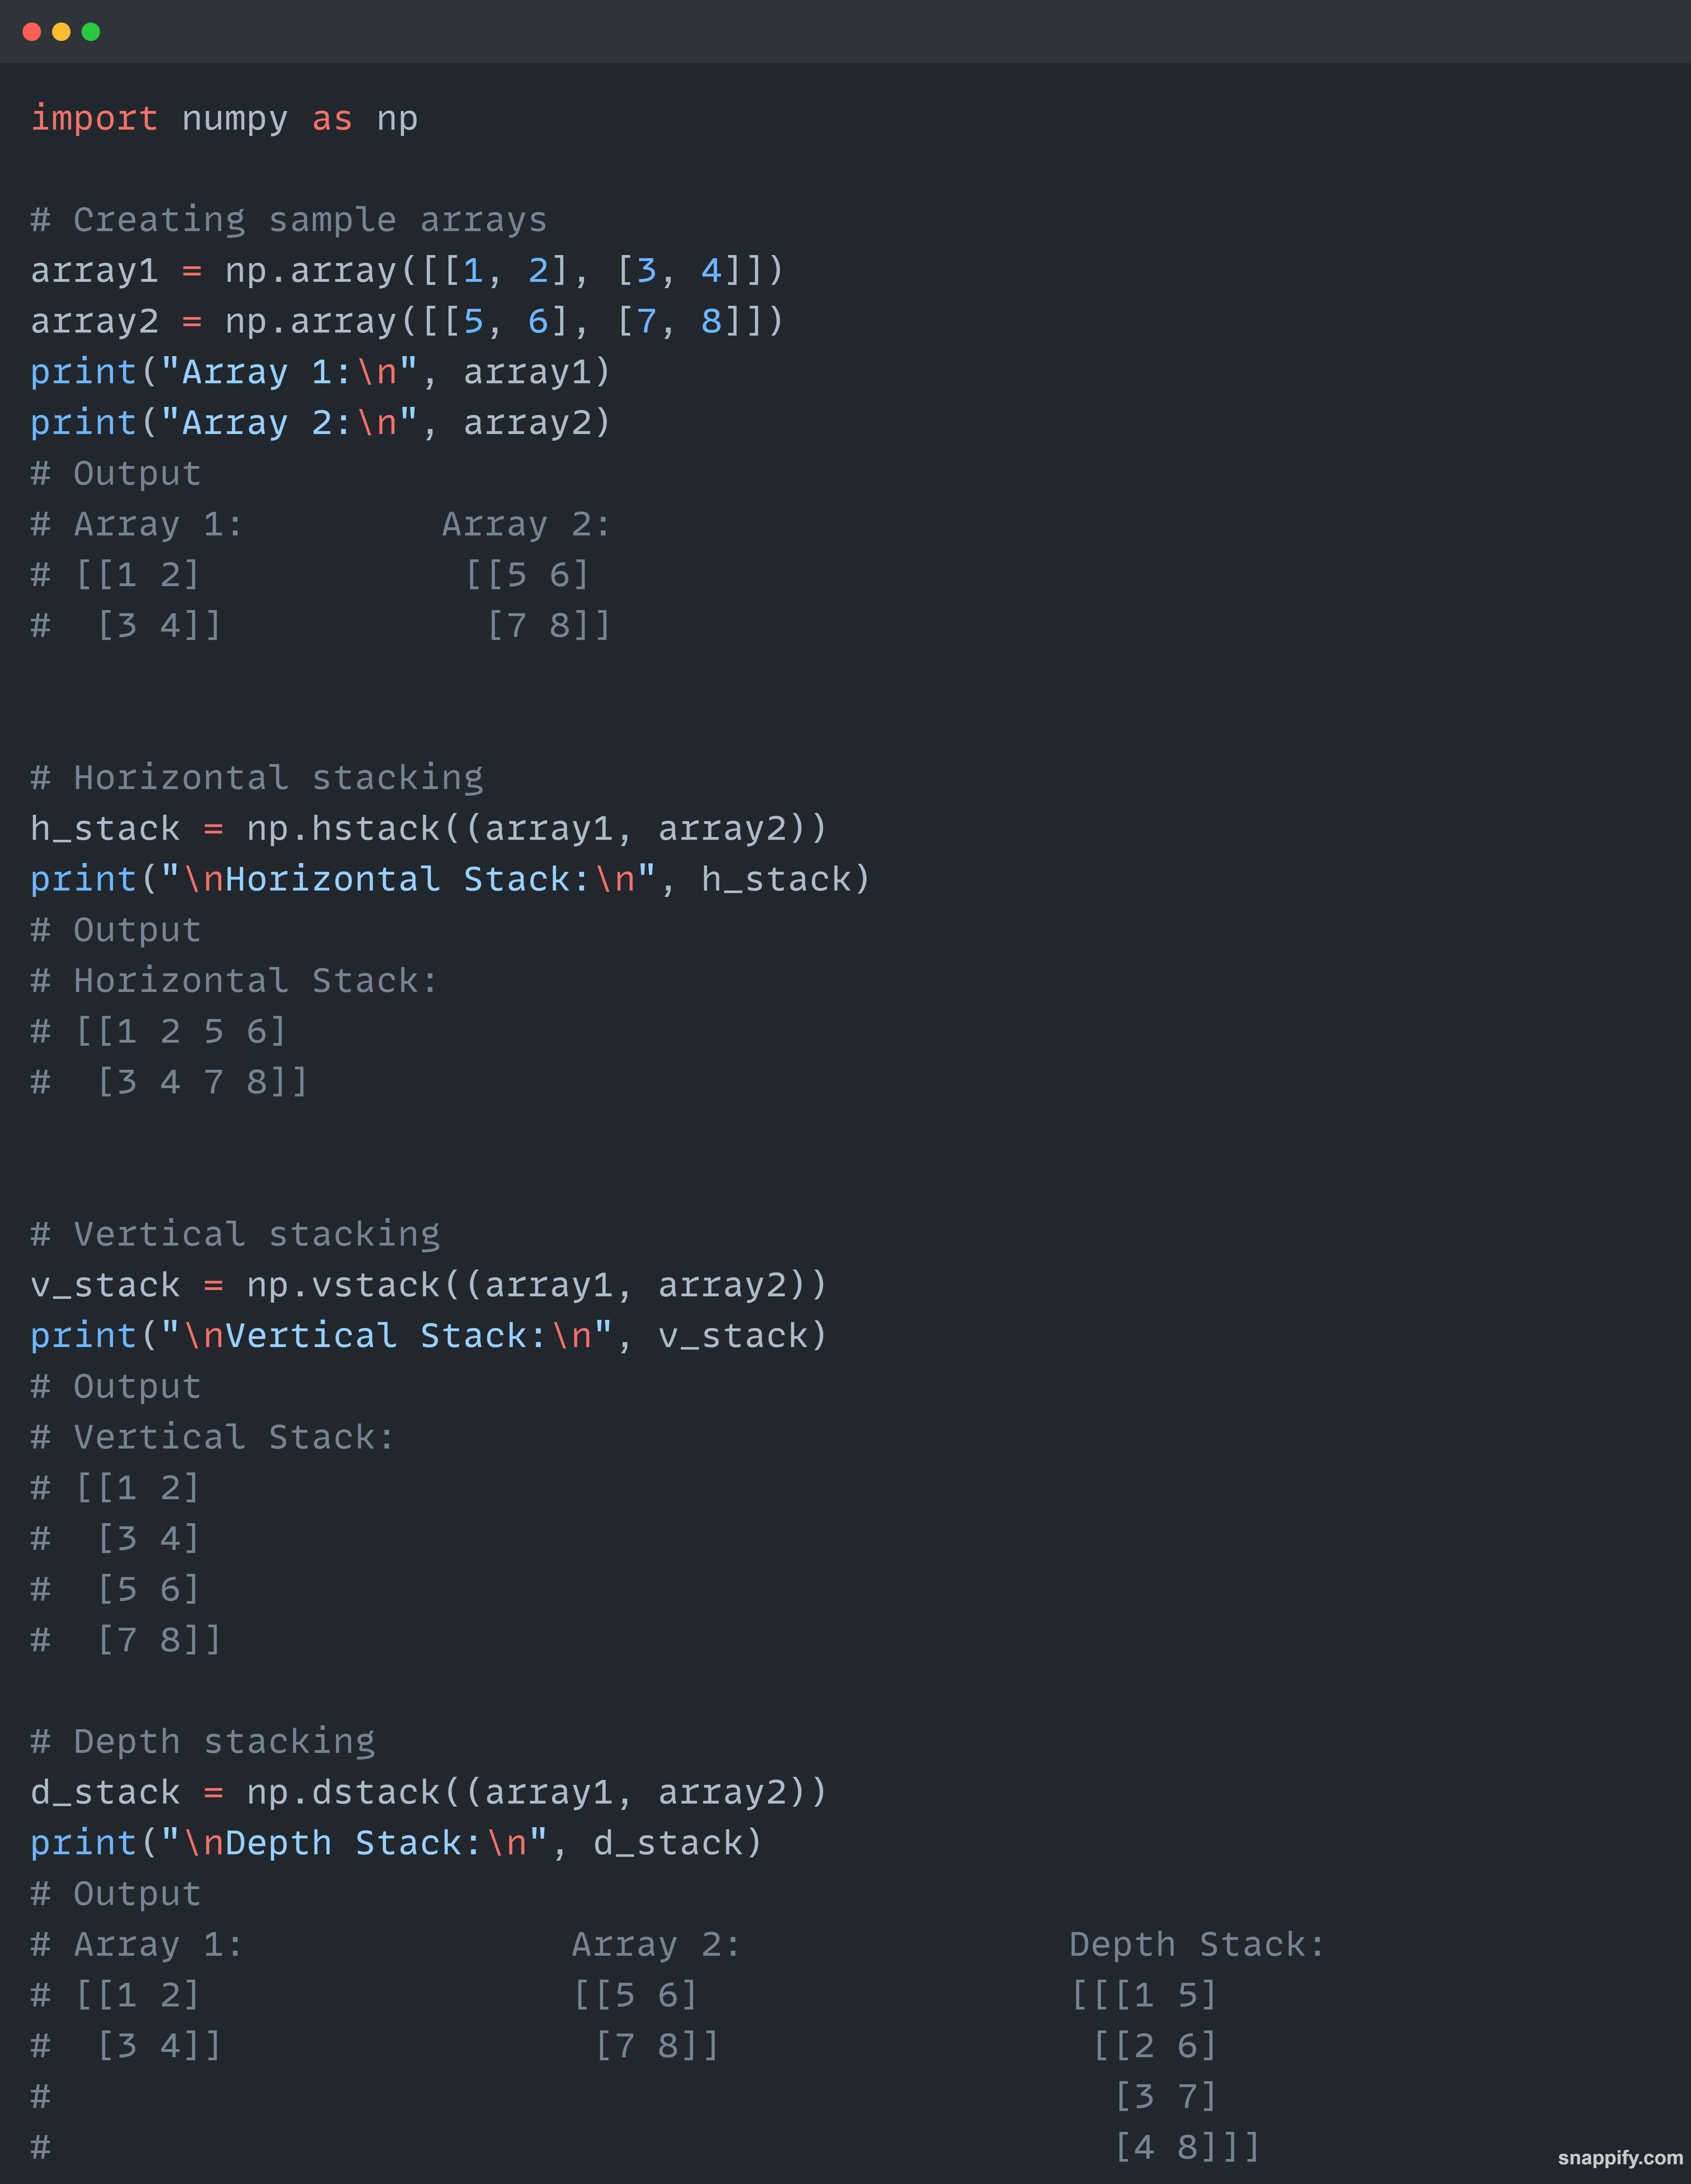 import numpy as np
# Creating sample arrays
array1 = np.array([[1, 2], [3, 4]])
array2 = np.array([[5, 6], [7, 8]])
print("Array 1:\n", array1)
print("Array 2:\n", array2)
# Output
# Array 1:         Array 2:
# [[1 2]            [[5 6]
#  [3 4]]            [7 8]]
# Horizontal stacking
h_stack = np.hstack((array1, array2))
print("\nHorizontal Stack:\n", h_stack)
# Output
# Horizontal Stack:
# [[1 2 5 6]
#  [3 4 7 8]]
# Vertical stacking
v_stack = np.vstack((array1, array2))
print("\nVertical Stack:\n", v_stack)
# Output
# Vertical Stack:
# [[1 2]
#  [3 4]
#  [5 6]
#  [7 8]]
# Depth stacking
d_stack = np.dstack((array1, array2))
print("\nDepth Stack:\n", d_stack)
# Output
# Array 1:               Array 2:               Depth Stack:
# [[1 2]                 [[5 6]                 [[[1 5]
#  [3 4]]                 [7 8]]                 [[2 6]
#                                                 [3 7]
#                                                 [4 8]]]
snappify.com